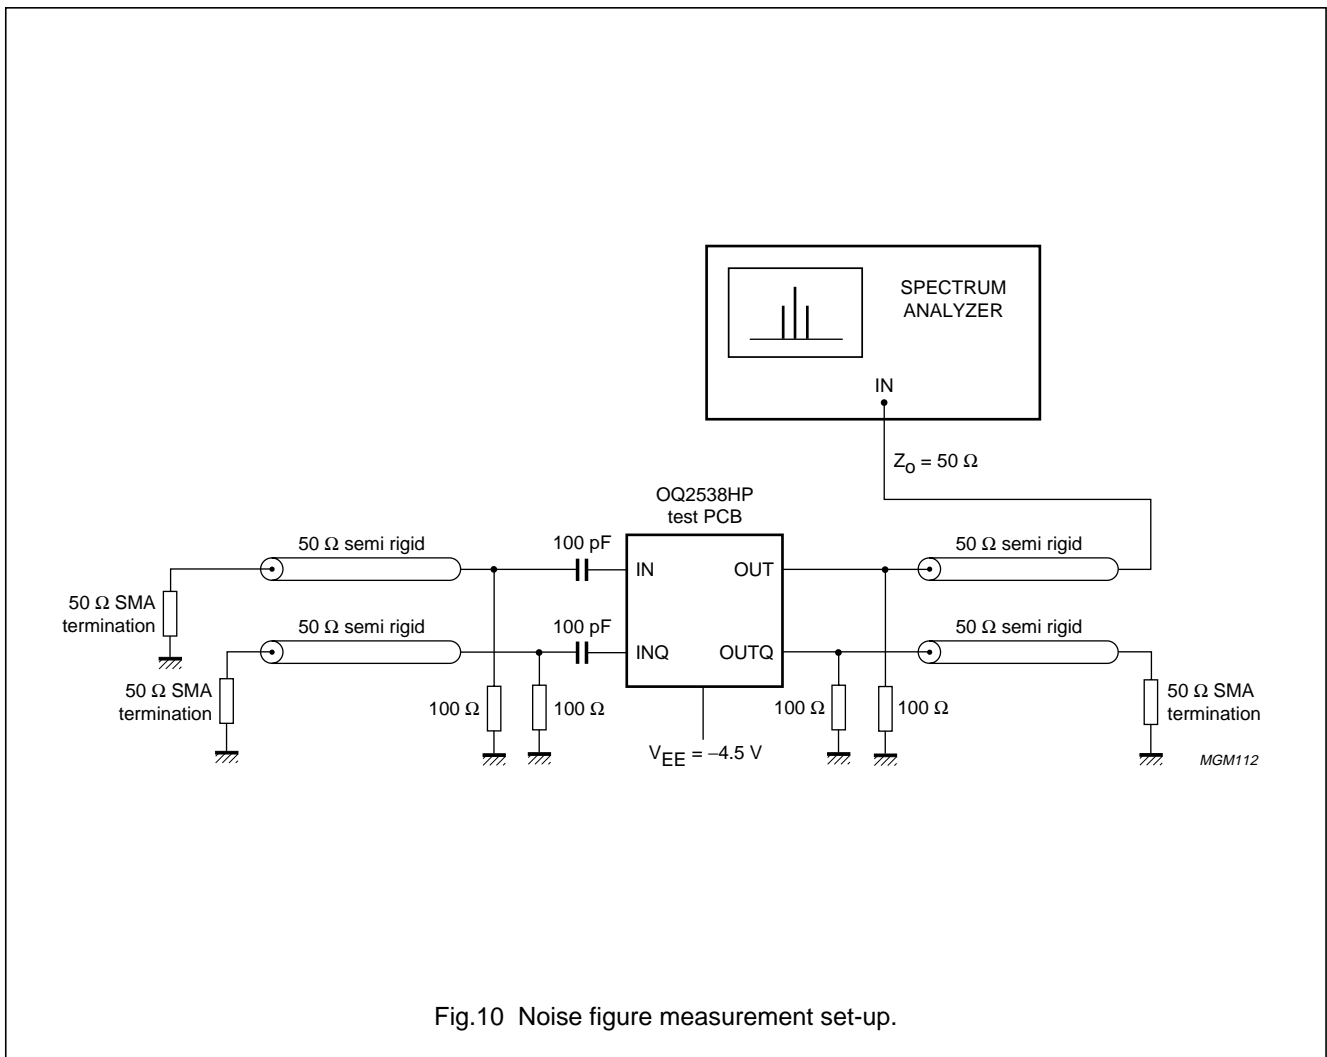 SPECTRUM
ANALYZER
IN
Zo = 50 Ω
OQ2538HP
test PCB
50 Ω semi rigid
100 pF
IN
OUT
50 Ω semi rigid
50 Ω SMA
termination
50 Ω semi rigid
100 pF
INQ
OUTQ
50 Ω semi rigid
50 Ω SMA
termination
100 Ω
100 Ω
100 Ω
100 Ω
50 Ω SMA
termination
VEE = −4.5 V
MGM112
Fig.10 Noise figure measurement set-up.